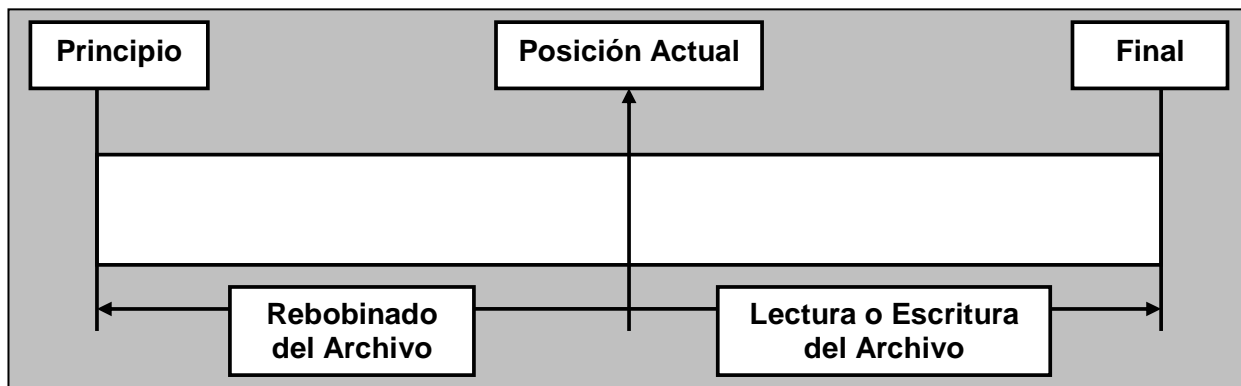 Principio
Posición Actual
Final
Rebobinado
del Archivo
Lectura o Escritura
del Archivo